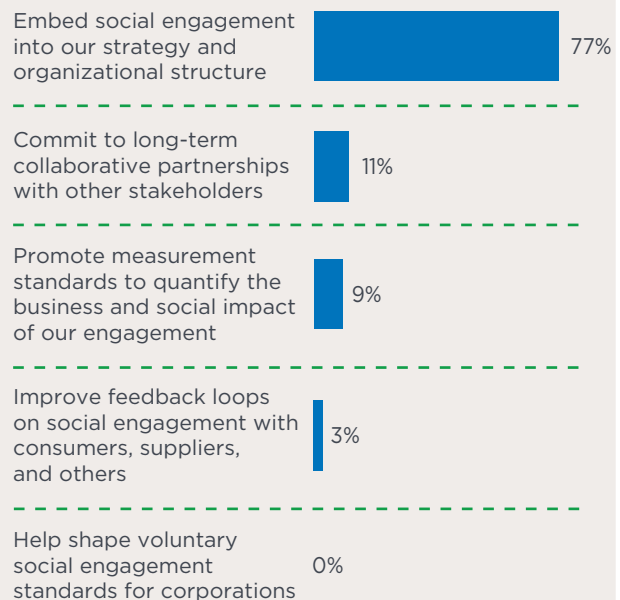 Embed social engagement
into our strategy and
organizational structure
77%
Commit to long-term
collaborative partnerships
with other stakeholders
11%
Promote measurement
standards to quantify the
business and social impact
of our engagement
9%
Improve feedback loops
on social engagement with
consumers, suppliers,
and others
3%
Help shape voluntary
social engagement
standards for corporations
0%